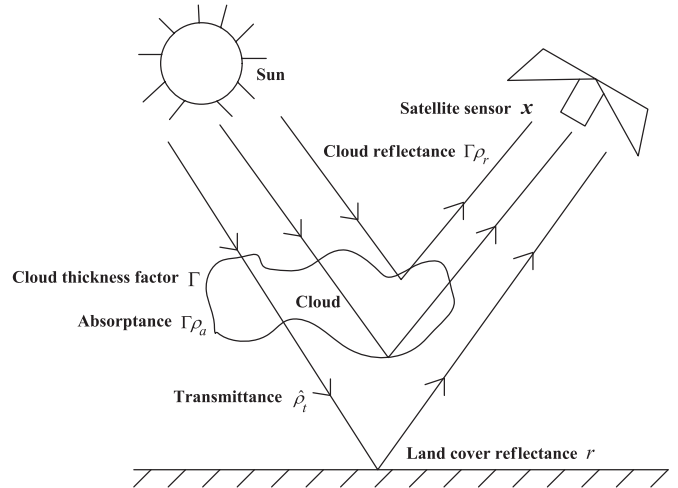 Sun
Satellite sensor x
Cloud reflectance Γρ_r
Cloud thickness factor Γ
Cloud
Absorptance Γρ_a
Transmittance ρ̂_t
Land cover reflectance r